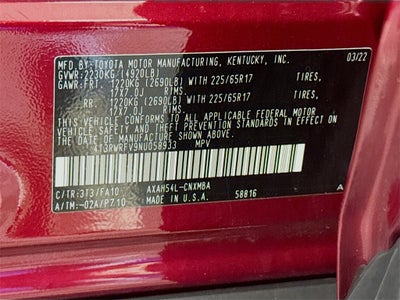 MFD.BY:TOYOTA MOTOR MANUFACTURING, KENTUCKY, INC. 03/22
GVWR:2230KG(4920LB)
GAWR:FRT. 1220KG(2690LB)WITH 225/65R17 TIRES,
17X7.0J RIMS
RR: 1220KG(2690LB)WITH 225/65R17 TIRES,
17X7.0J RIMS
THIS VEHICLE CONFORMS TO ALL APPLICABLE FEDERAL MOTOR
VEHICLE SAFETY AND THEFT PREVENTION STANDARDS IN EFFECT
ON THE DATE OF MANUFACTURE SHOWN ABOVE.
MPV
C/TR:3T3/FA10 AXAH54L-CNXMBA A
A/TM:-02A/P710 MADE IN U.S.A. 58816